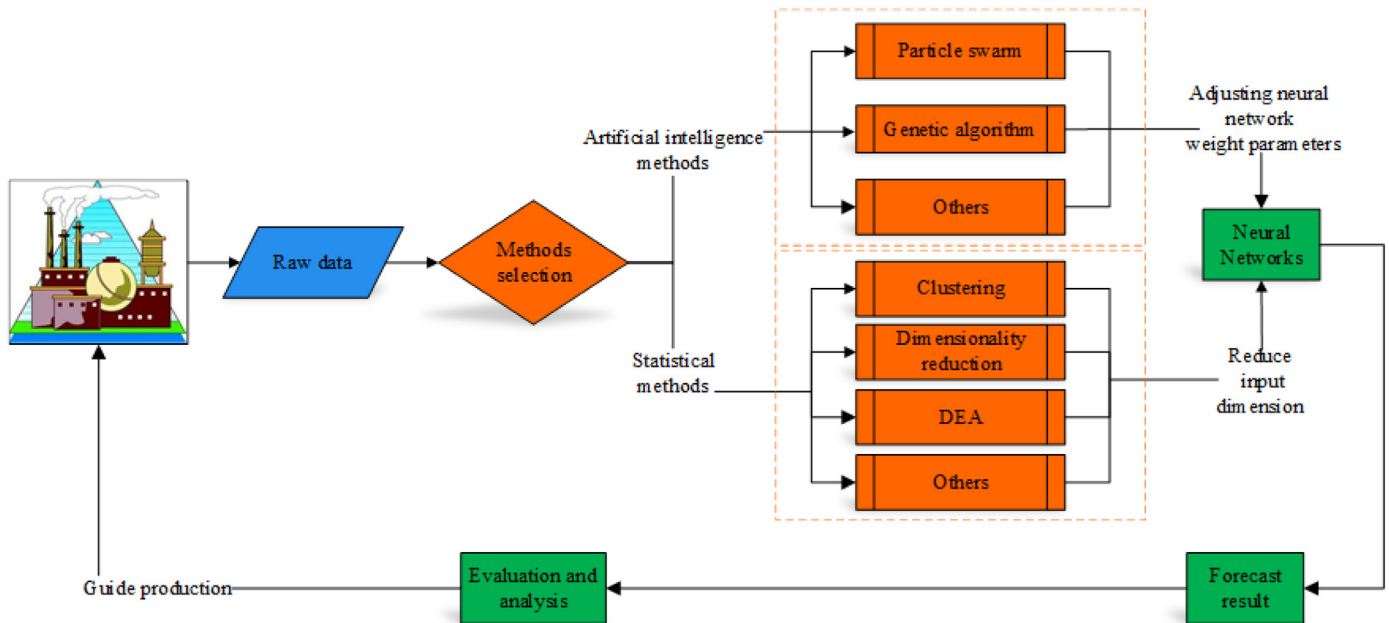 Particle swarm
Genetic algorithm
Others
Artificial intelligence
methods
Adjusting neural
network
weight parameters
Raw data
Methods
selection
Neural
Networks
Clustering
Dimensionality
reduction
DEA
Others
Statistical
methods
Reduce
input
dimension
Guide production
Evaluation and
analysis
Forecast
result